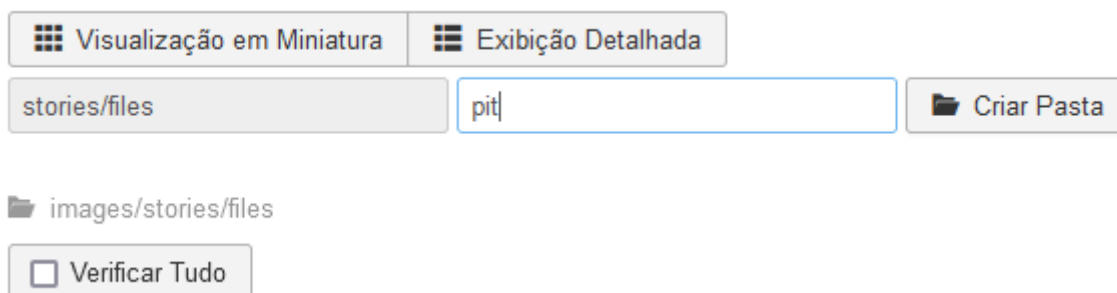 Visualização em Miniatura Exibição Detalhada
stories/files pit Criar Pasta
images/stories/files
Verificar Tudo